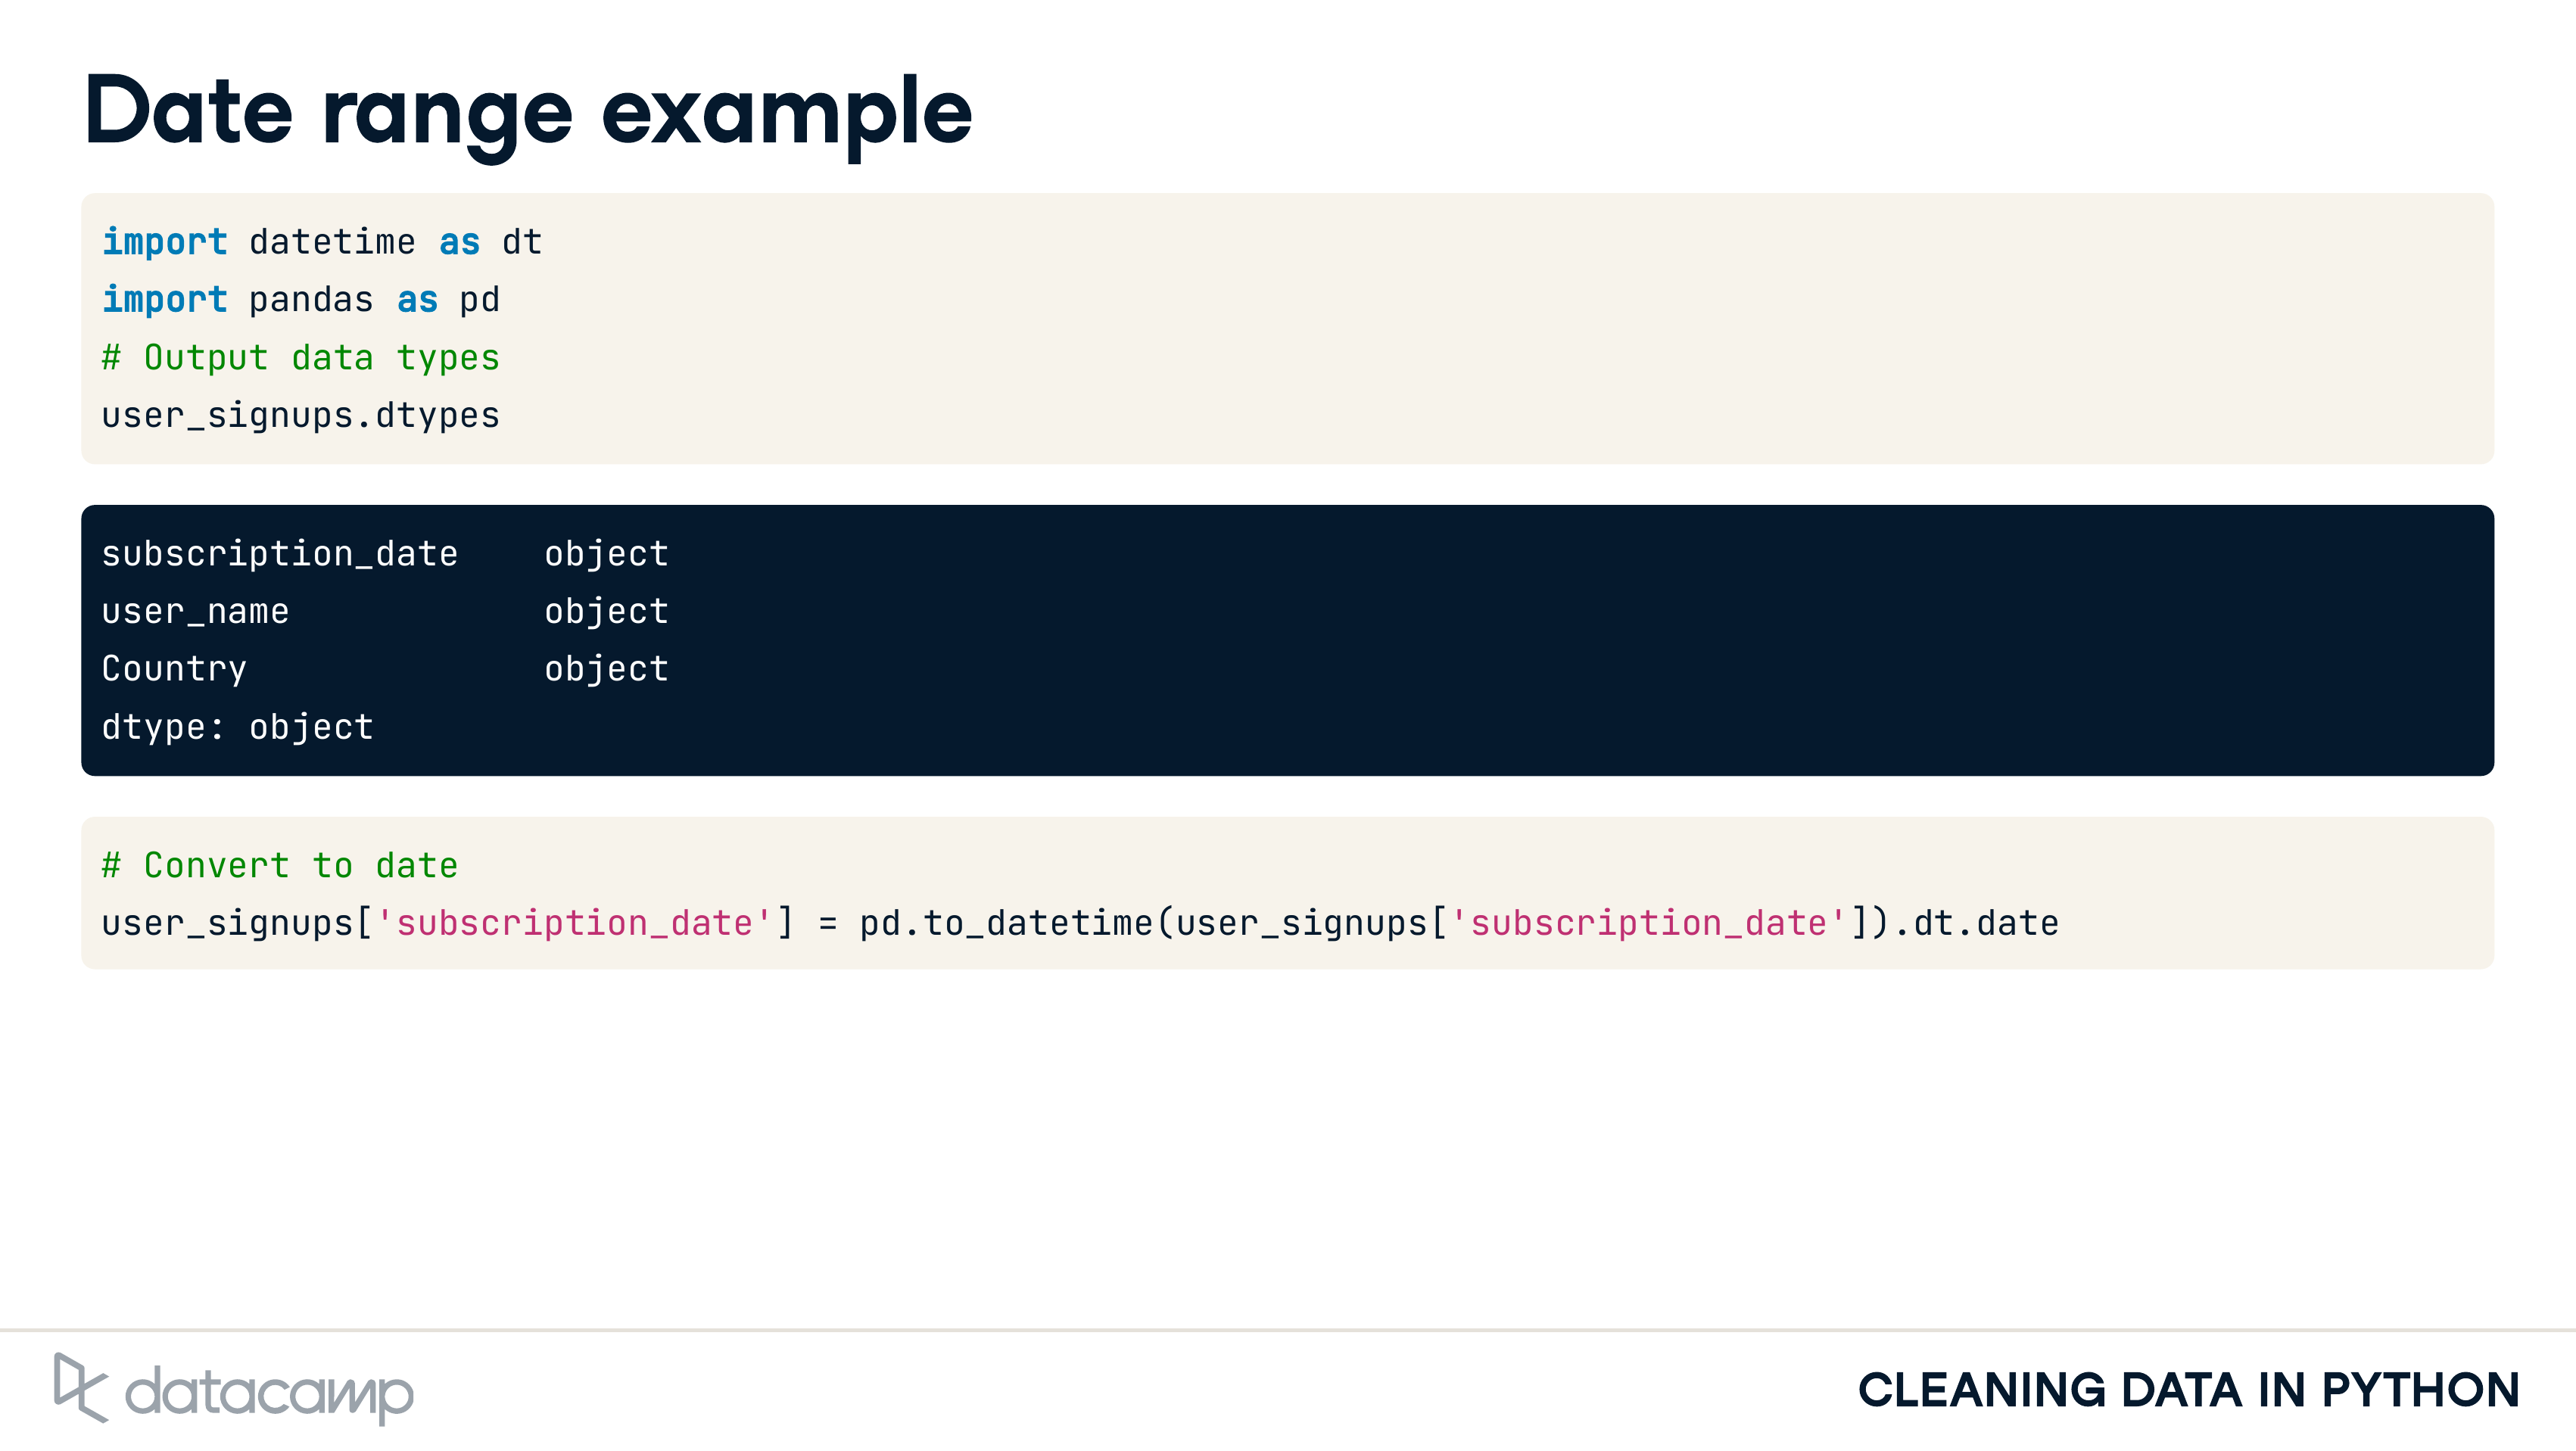 Date range example
import datetime as dt
import pandas as pd
# Output data types
user_signups.dtypes
subscription_date    object
user_name            object
Country              object
dtype: object
# Convert to date
user_signups['subscription_date'] = pd.to_datetime(user_signups['subscription_date']).dt.date
datacamp
CLEANING DATA IN PYTHON